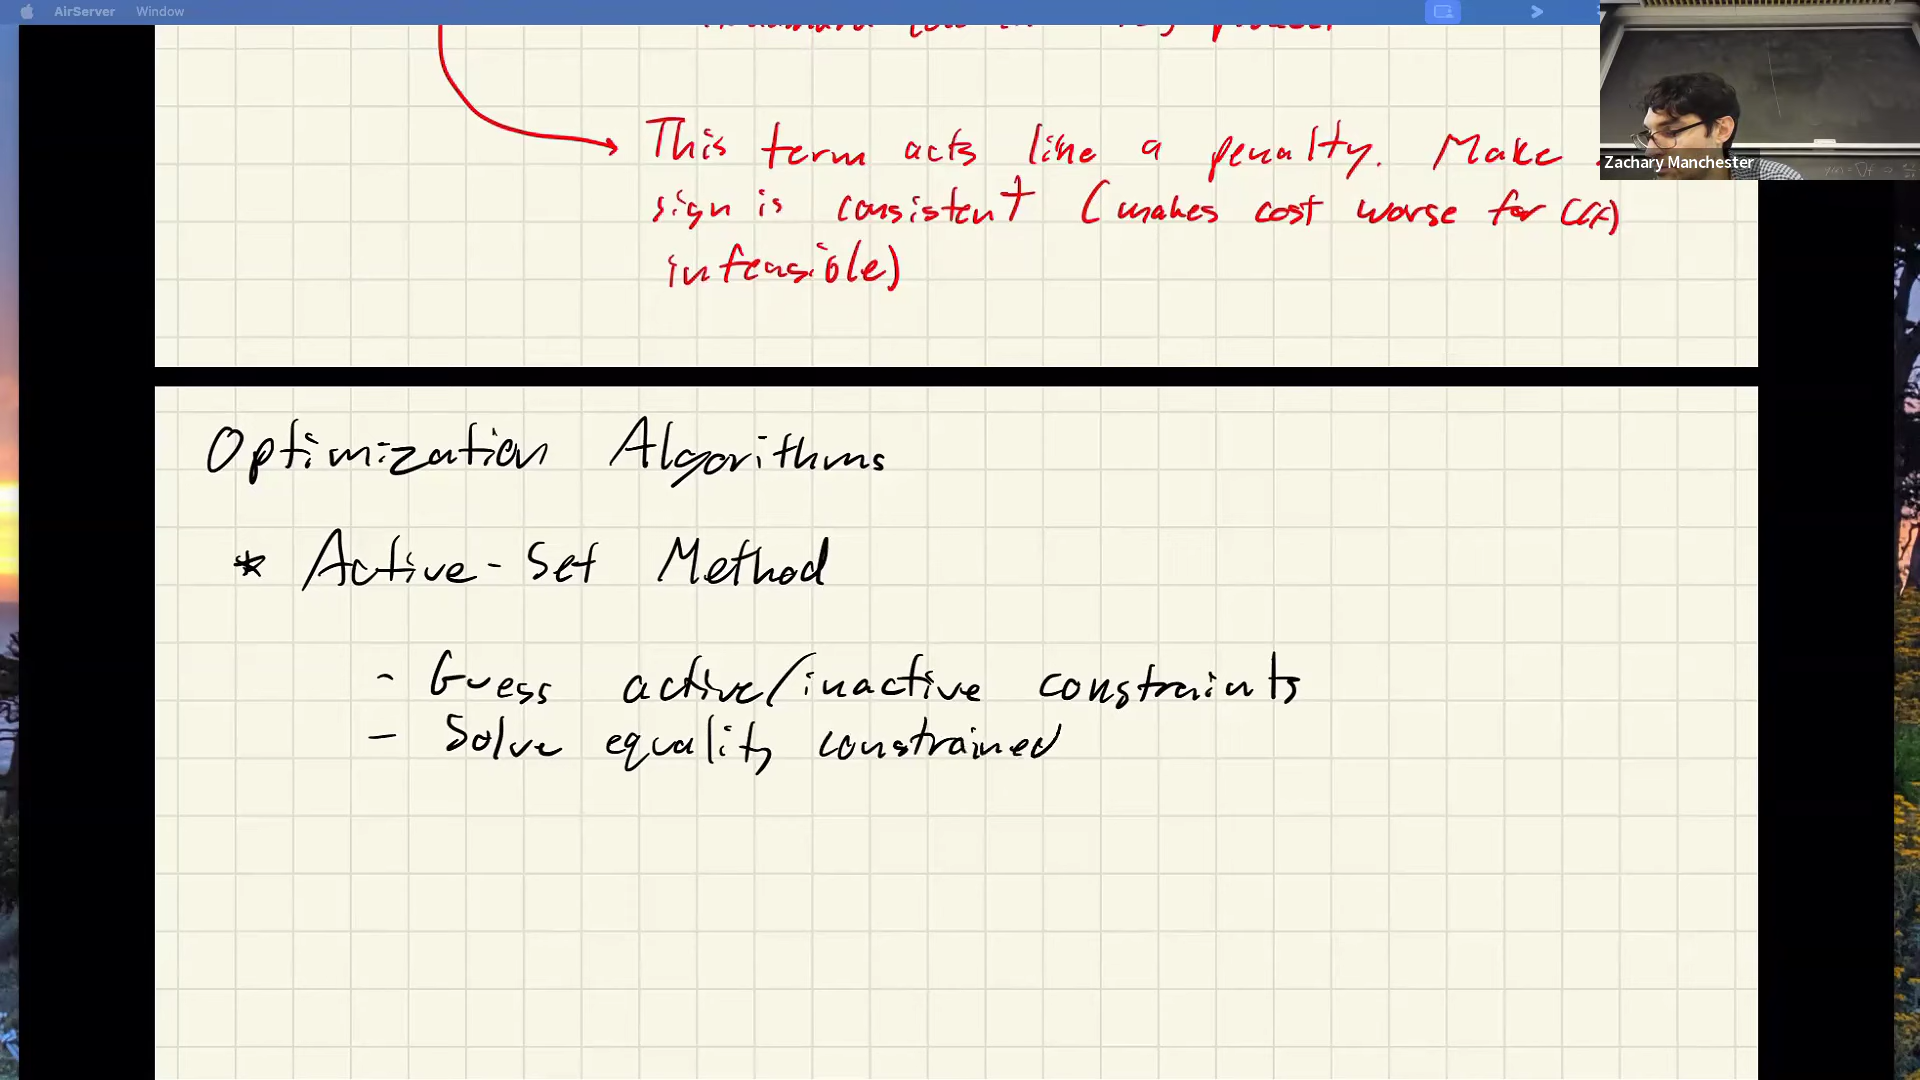 AirServer Window
This term acts like a penalty. Make
sign is consistent (makes cost worse for C(x)
infeasible)
Zachary Manchester
Optimization Algorithms
* Active-Set Method
- Guess active/inactive constraints
- Solve equality constrained